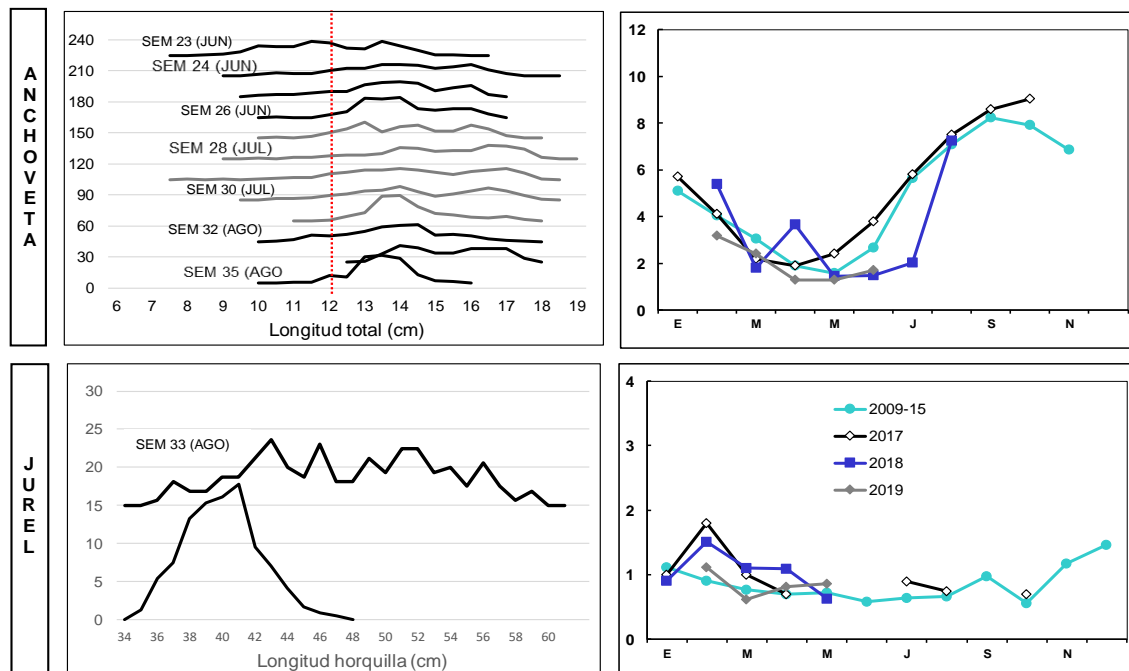 ANCHOVETA
240
210
180
150
120
90
60
30
0
SEM 23 (JUN)
SEM 24 (JUN)
SEM 26 (JUN)
SEM 28 (JUL)
SEM 30 (JUL)
SEM 32 (AGO)
SEM 35 (AGO
6 7 8 9 10 11 12 13 14 15 16 17 18 19
Longitud total (cm)
12
10
8
6
4
2
0
E M M J S N
JUREL
30
25
20
15
10
5
0
SEM 33 (AGO)
34 36 38 40 42 44 46 48 50 52 54 56 58 60
Longitud horquilla (cm)
4
3
2
1
0
2009-15
2017
2018
2019
E M M J S N